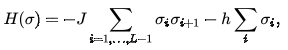 H(σ) = −J ∑_{i=1,…,L−1} σ_i σ_{i+1} − h ∑_i σ_i,